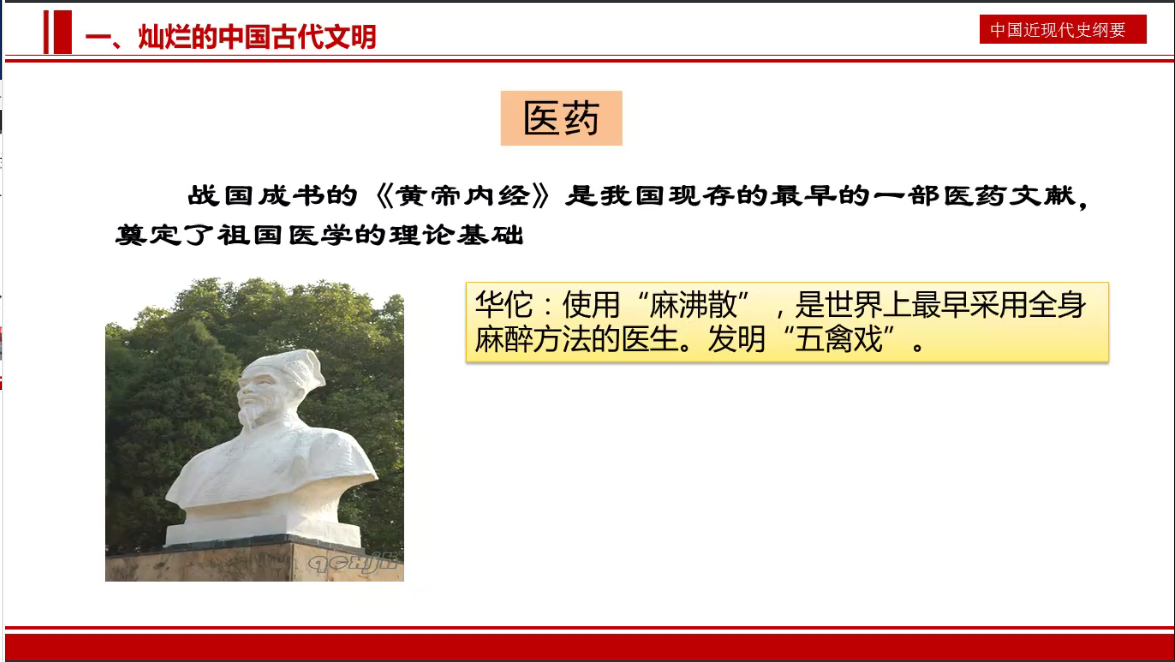 一、灿烂的中国古代文明
中国近现代史纲要
医药
战国成书的《黄帝内经》是我国现存的最早的一部医药文献，
奠定了祖国医学的理论基础
华佗：使用“麻沸散”，是世界上最早采用全身
麻醉方法的医生。发明“五禽戏”。